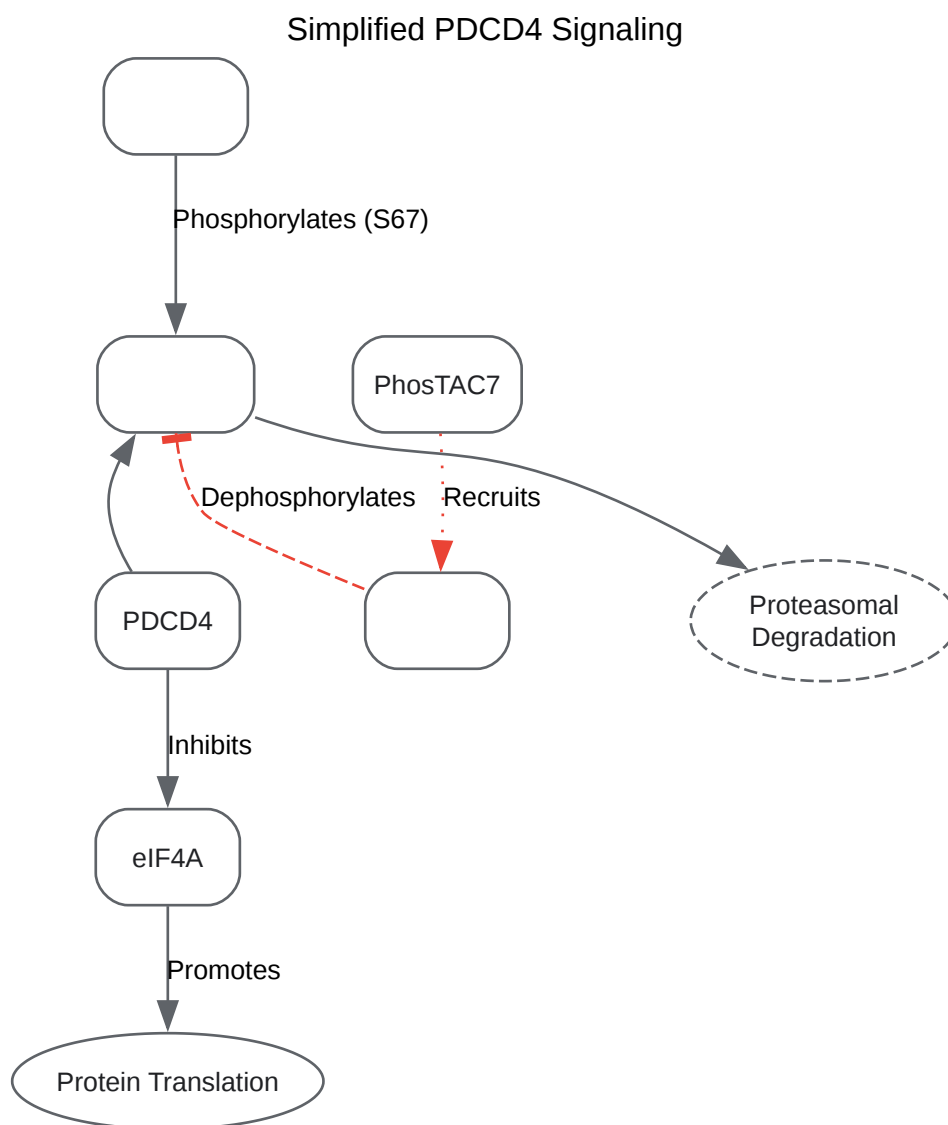 Simplified PDCD4 Signaling
Phosphorylates (S67)
PhosTAC7
Dephosphorylates
Recruits
PDCD4
Proteasomal
Degradation
Inhibits
eIF4A
Promotes
Protein Translation